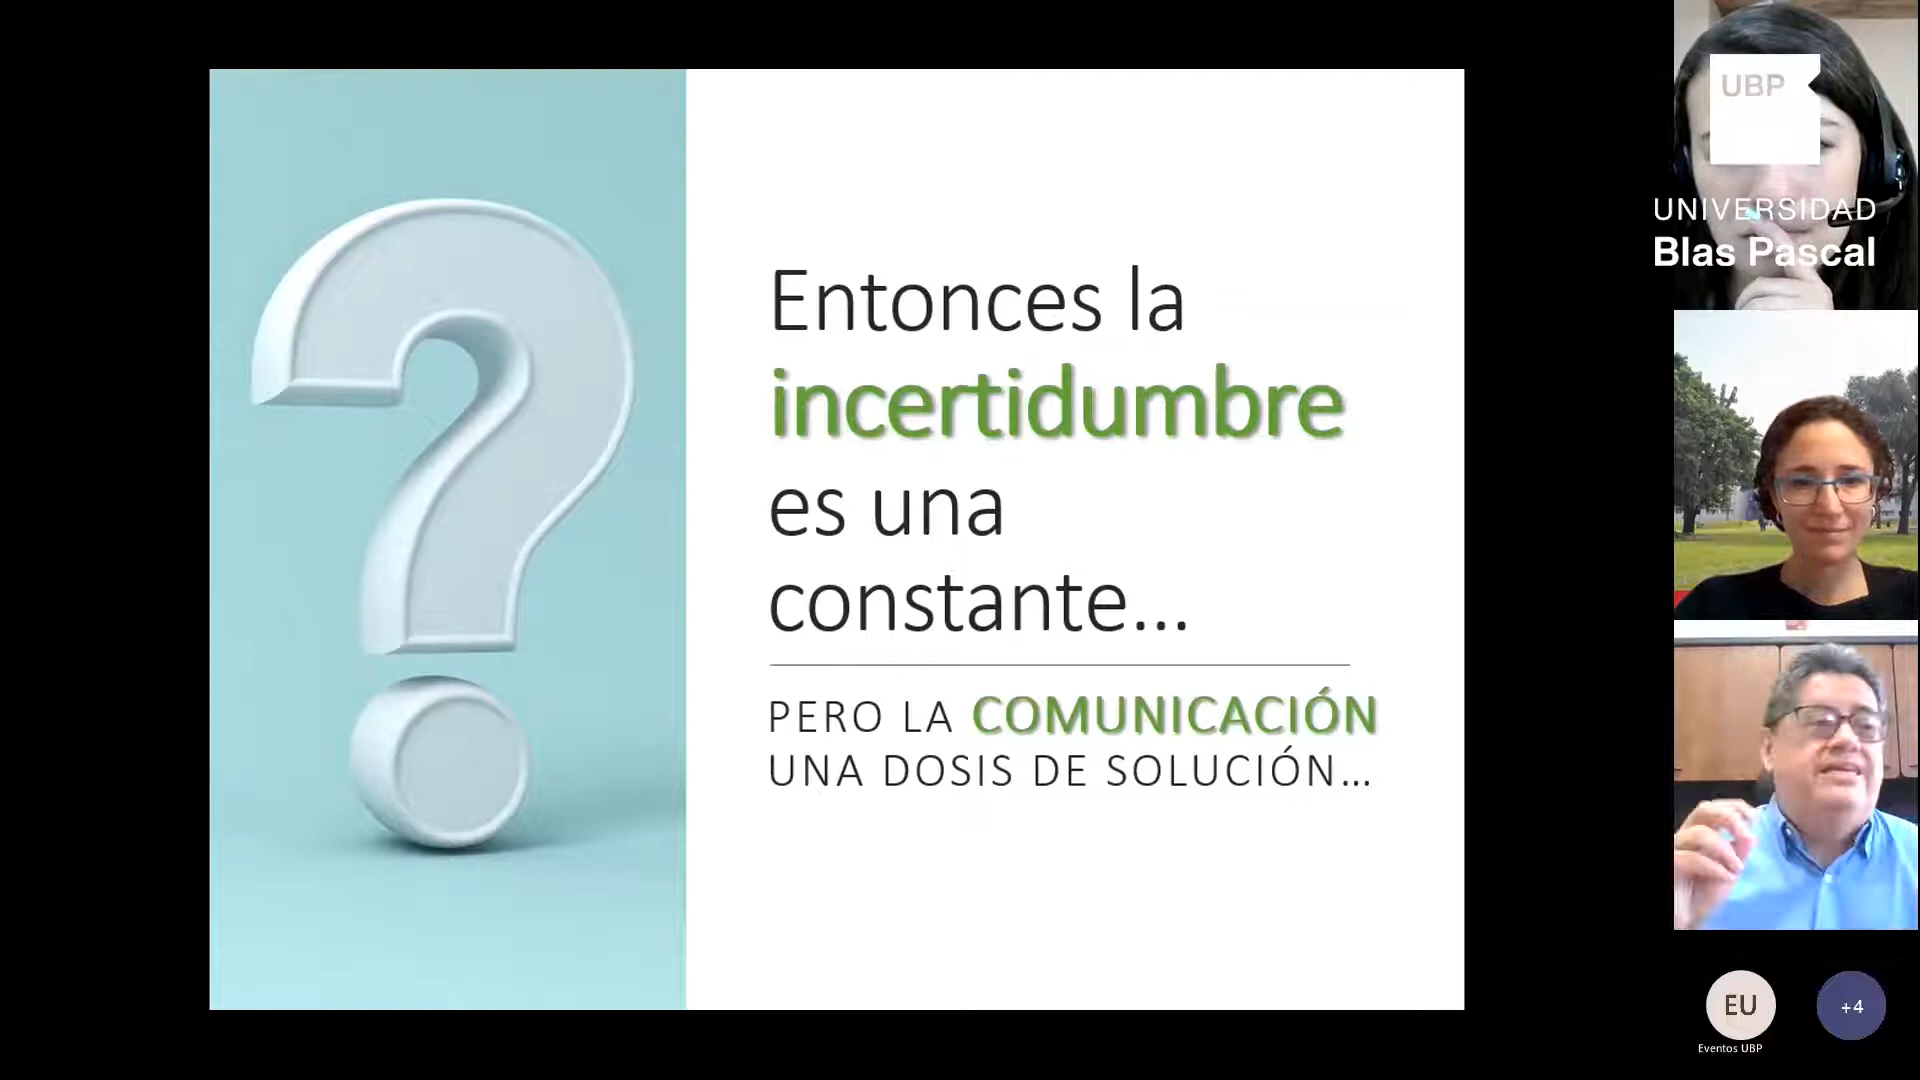 Entonces la
incertidumbre
es una
constante...
PERO LA COMUNICACIÓN
UNA DOSIS DE SOLUCIÓN...
UBP
UNIVERSIDAD
Blas Pascal
EU
+4
Eventos UBP